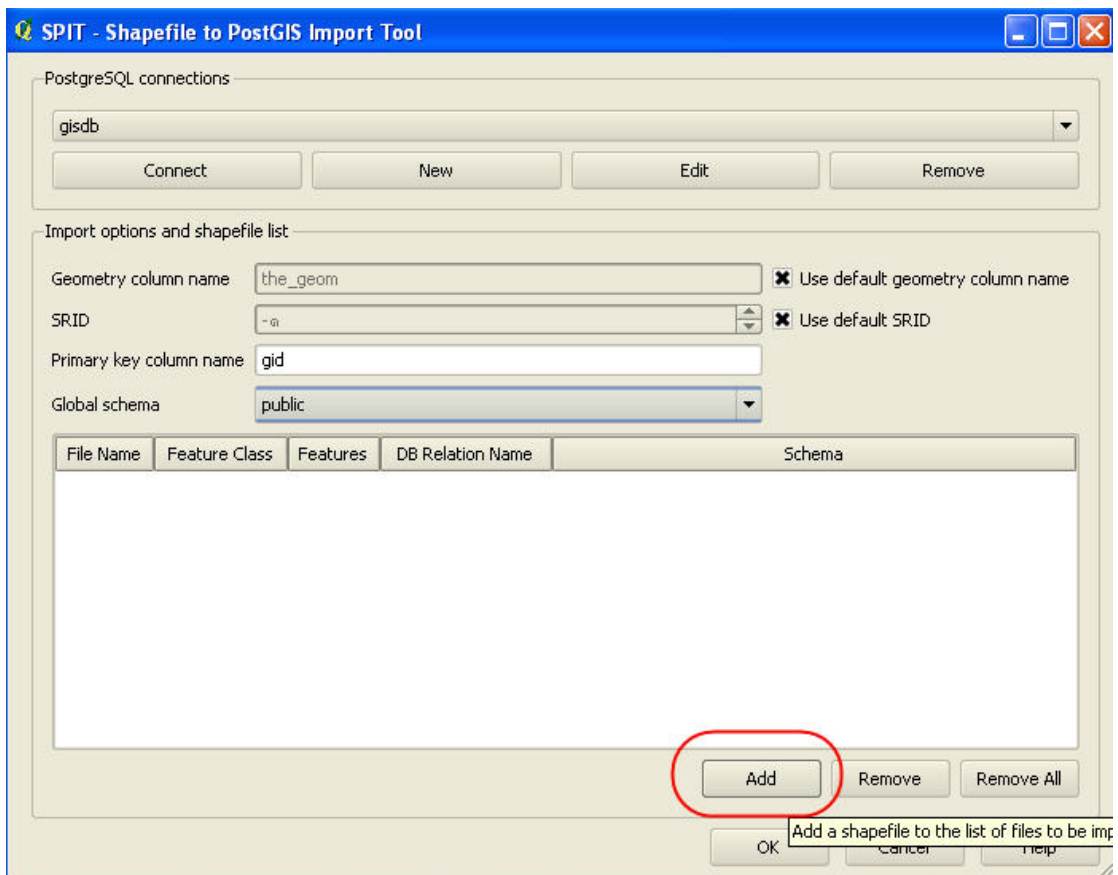 SPIT - Shapefile to PostGIS Import Tool
PostgreSQL connections
gisdb
Connect New Edit Remove
Import options and shapefile list
Geometry column name the_geom Use default geometry column name
SRID -๑ Use default SRID
Primary key column name gid
Global schema public
File Name Feature Class Features DB Relation Name Schema
Add Remove Remove All
Add a shapefile to the list of files to be imp
OK Cancel Help